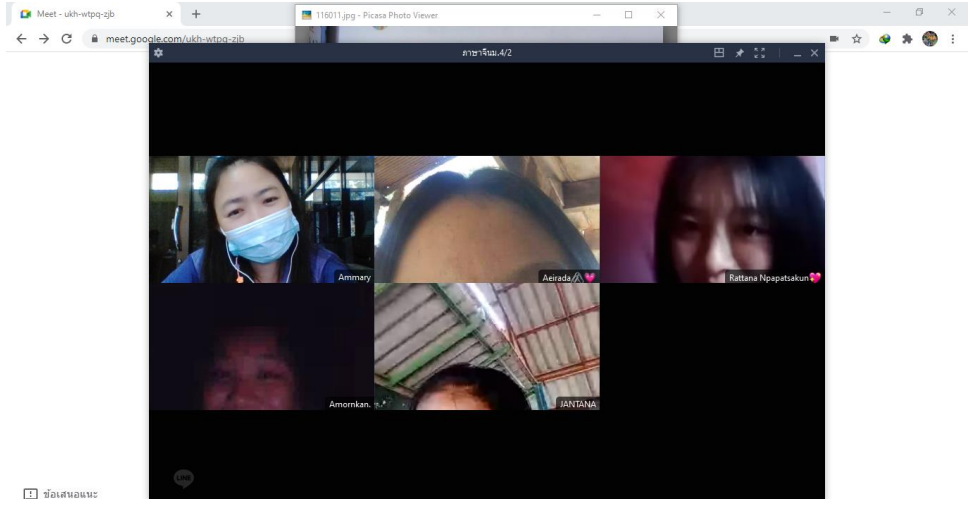 Meet - ukh-wtpq-zjb
116011.jpg - Picasa Photo Viewer
meet.google.com/ukh-wtpq-zjb
ภาษาจีนม.4/2
Ammary
Aeirada
Rattana Npapatsakun
Amornkan.
JANTANA
LINE
ข้อเสนอแนะ